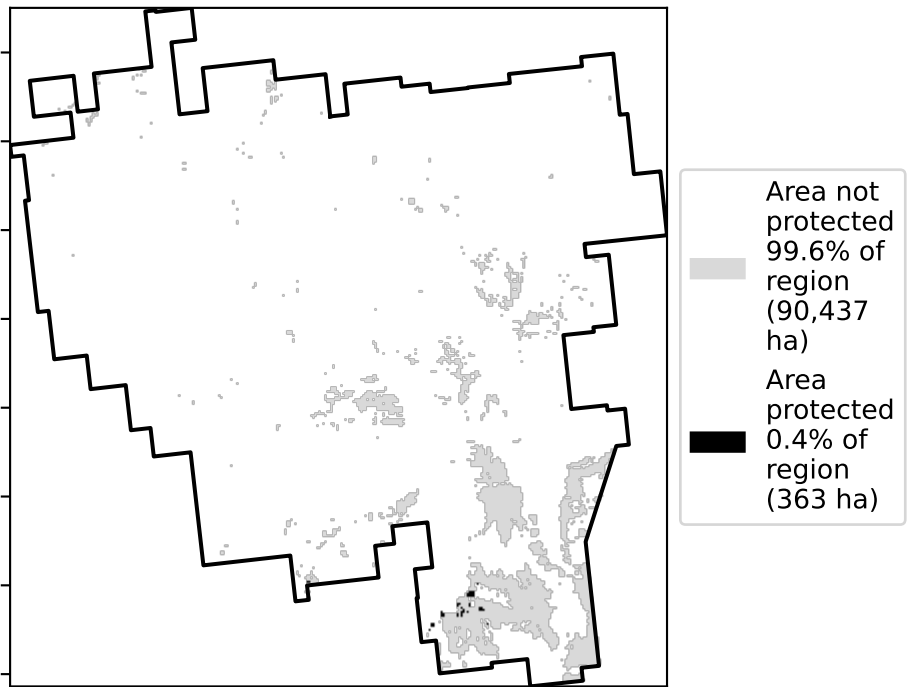 Area not
protected
99.6% of
region
(90,437
ha)
Area
protected
0.4% of
region
(363 ha)